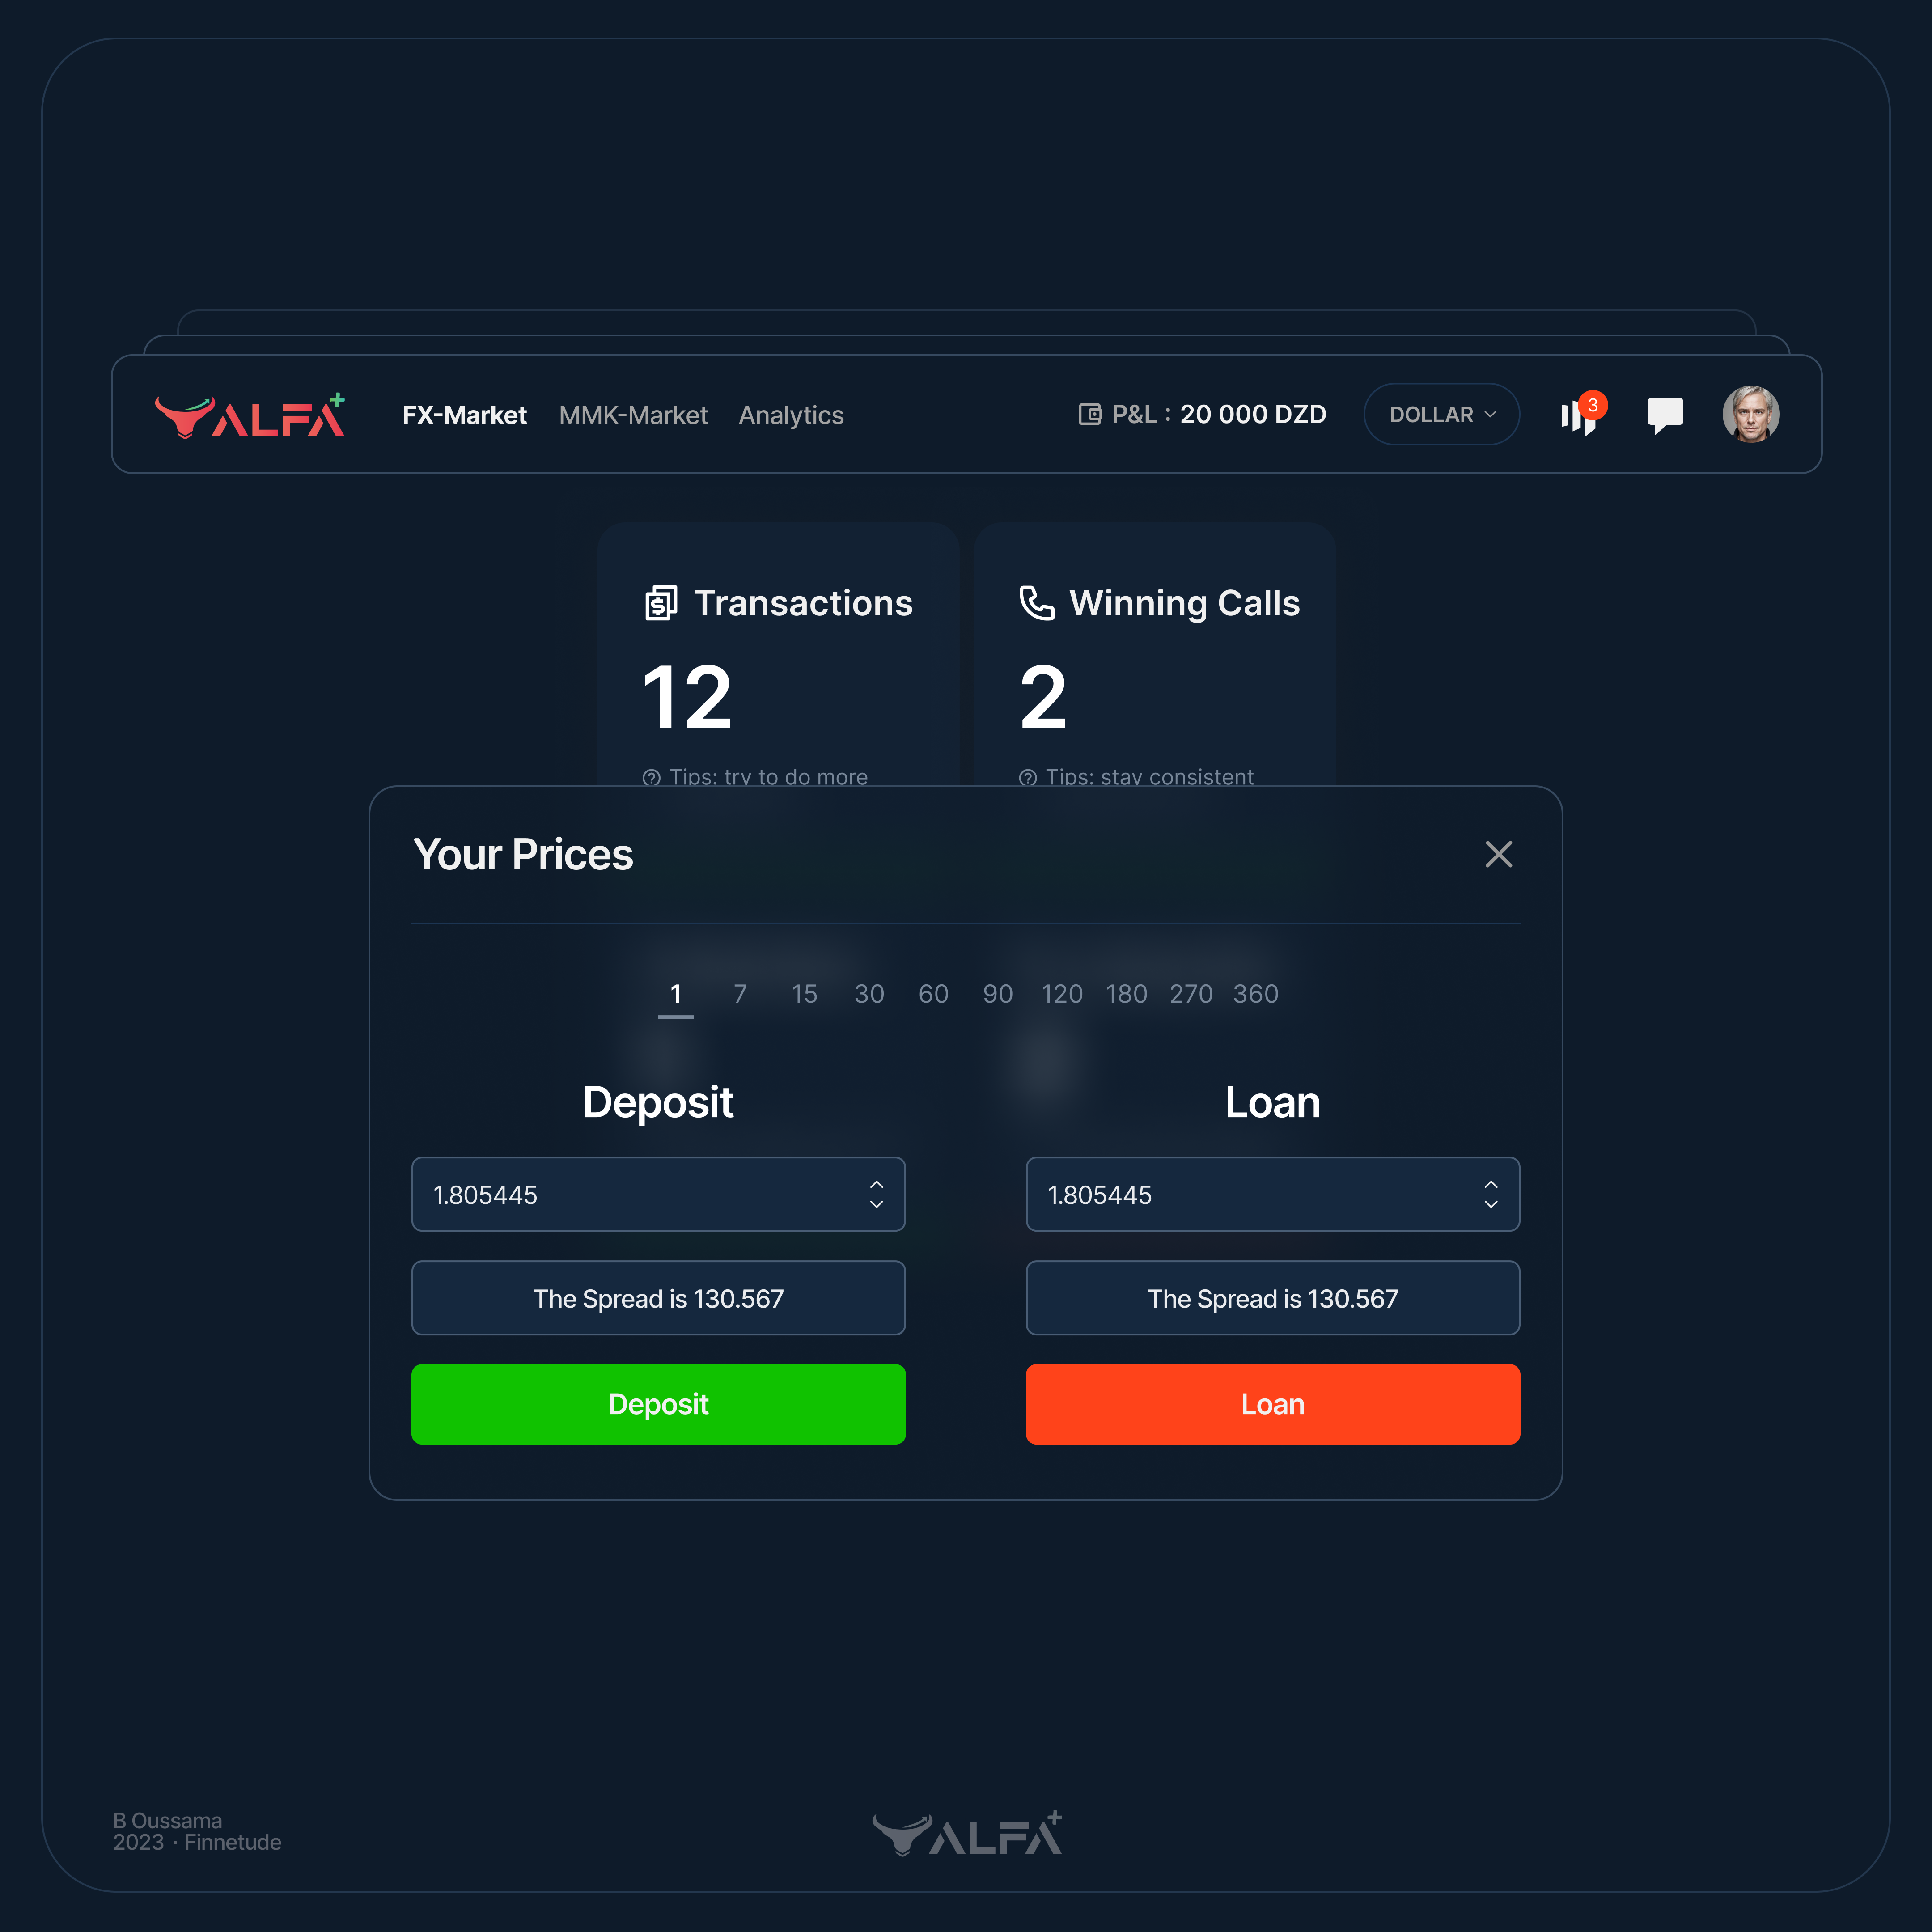 ALFA+
FX-Market MMK-Market Analytics
P&L : 20 000 DZD
DOLLAR
3
Transactions
12
Tips: try to do more
Winning Calls
2
Tips: stay consistent
Your Prices
1 7 15 30 60 90 120 180 270 360
Deposit
1.805445
The Spread is 130.567
Deposit
Loan
1.805445
The Spread is 130.567
Loan
B Oussama
2023 · Finnetude
ALFA+